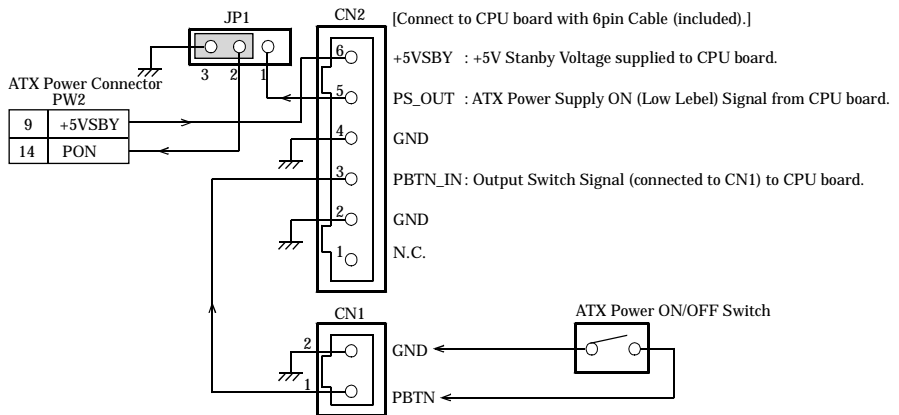 JP1
CN2
[Connect to CPU board with 6pin Cable (included).]
3 2 1
6
+5VSBY : +5V Stanby Voltage supplied to CPU board.
ATX Power Connector
PW2
9 +5VSBY
14 PON
5
PS_OUT : ATX Power Supply ON (Low Lebel) Signal from CPU board.
4
GND
3
PBTN_IN : Output Switch Signal (connected to CN1) to CPU board.
2
GND
1
N.C.
CN1
ATX Power ON/OFF Switch
2
GND
1
PBTN